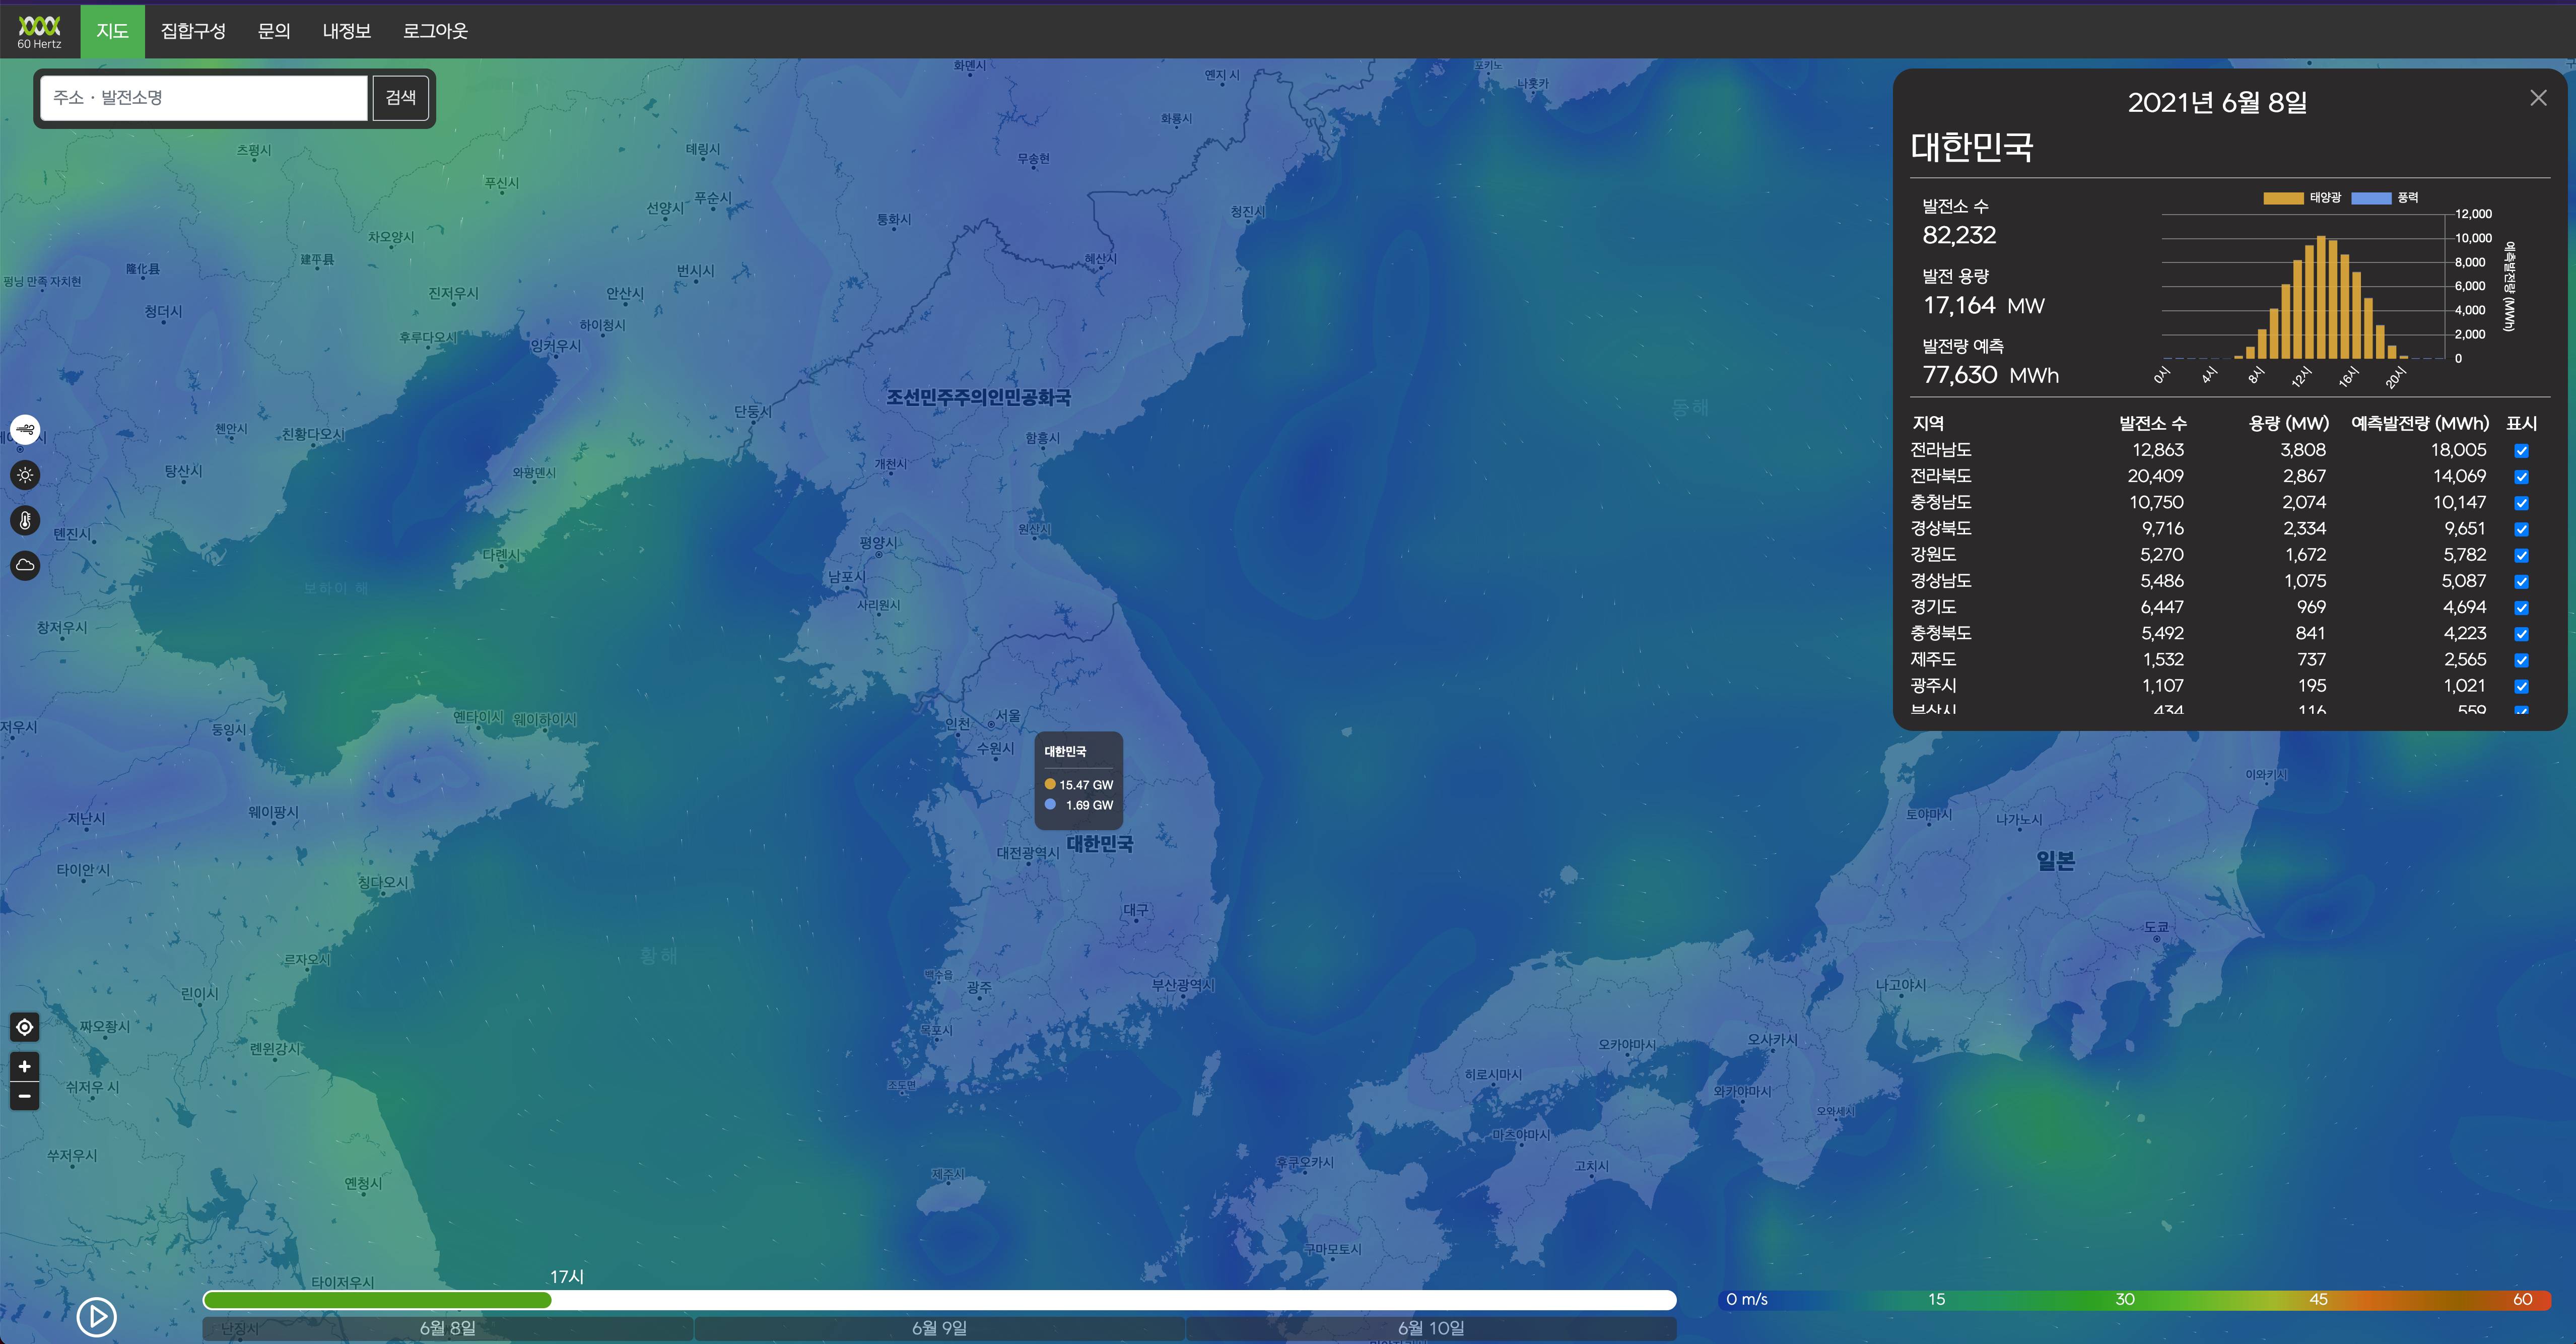 60 Hertz
지도 집합구성 문의 내정보 로그아웃
주소 · 발전소명 검색
2021년 6월 8일
대한민국
발전소 수
82,232
발전 용량
17,164 MW
발전량 예측
77,630 MWh
태양광 풍력
12,000
10,000
8,000
6,000
4,000
2,000
0
예측발전량 (MWh)
0시 4시 8시 12시 16시 20시
지역 발전소 수 용량 (MW) 예측발전량 (MWh) 표시
전라남도 12,863 3,808 18,005
전라북도 20,409 2,867 14,069
충청남도 10,750 2,074 10,147
경상북도 9,716 2,334 9,651
강원도 5,270 1,672 5,782
경상남도 5,486 1,075 5,087
경기도 6,447 969 4,694
충청북도 5,492 841 4,223
제주도 1,532 737 2,565
광주시 1,107 195 1,021
부산시 434 116 559
화뎬시
옌지 시
포키노
나홋카
화룡시
츠펑시
톄링시
무송현
푸신시
푸순시
선양시
퉁화시
청진시
차오양시
建平县
혜산시
隆化县
번시시
펑닝 만족 자치현
진저우시
안산시
청더시
하이청시
후루다오시
잉커우시
조선민주주의인민공화국
단둥시
동해
첸안시
친황다오시
함흥시
탕산시
와팡뎬시
개천시
톈진시
원산시
평양시
다롄시
남포시
보하이 해
사리원시
창저우시
저우시
둥잉시
옌타이시
웨이하이시
인천
서울
수원시
대한민국
15.47 GW
1.69 GW
이와키시
웨이팡시
지난시
토야마시
나가노시
대전광역시
대한민국
일본
타이안시
칭다오시
대구
도쿄
황해
르자오시
백수읍
광주
부산광역시
나고야시
린이시
짜오좡시
목포시
롄윈강시
오카야마시
오사카시
쉬저우 시
조도면
히로시마시
와카야마시
오와세시
마츠야마시
쑤저우시
후쿠오카시
고치시
옌청시
제주시
구마모토시
타이저우시
17시
난징시
6월 8일 6월 9일 6월 10일
0 m/s 15 30 45 60